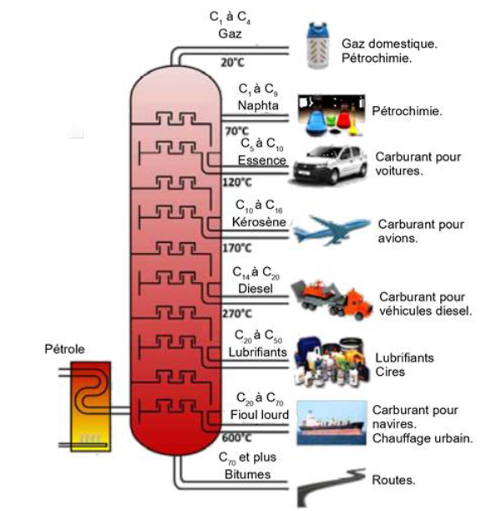 C₁ à C₄
Gaz
20°C
Gaz domestique.
Pétrochimie.
C₁ à C₉
Naphta
70°C
Pétrochimie.
C₅ à C₁₀
Essence
120°C
Carburant pour
voitures.
C₁₀ à C₁₆
Kérosène
170°C
Carburant pour
avions.
C₁₄ à C₂₀
Diesel
270°C
Carburant pour
véhicules diesel.
C₂₀ à C₅₀
Lubrifiants
Lubrifiants
Cires
Pétrole
C₂₀ à C₇₀
Fioul lourd
600°C
Carburant pour
navires.
Chauffage urbain.
C₇₀ et plus
Bitumes
Routes.